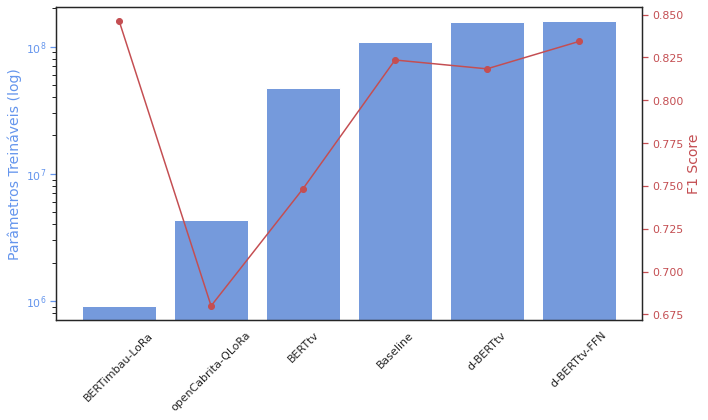 Parâmetros Treináveis (log)
10⁸
10⁷
10⁶
0.850
0.825
0.800
0.775
0.750
0.725
0.700
0.675
F1 Score
BERTimbau-LoRa
openCabrita-QLoRa
BERTtv
Baseline
d-BERTtv
d-BERTtv-FFN